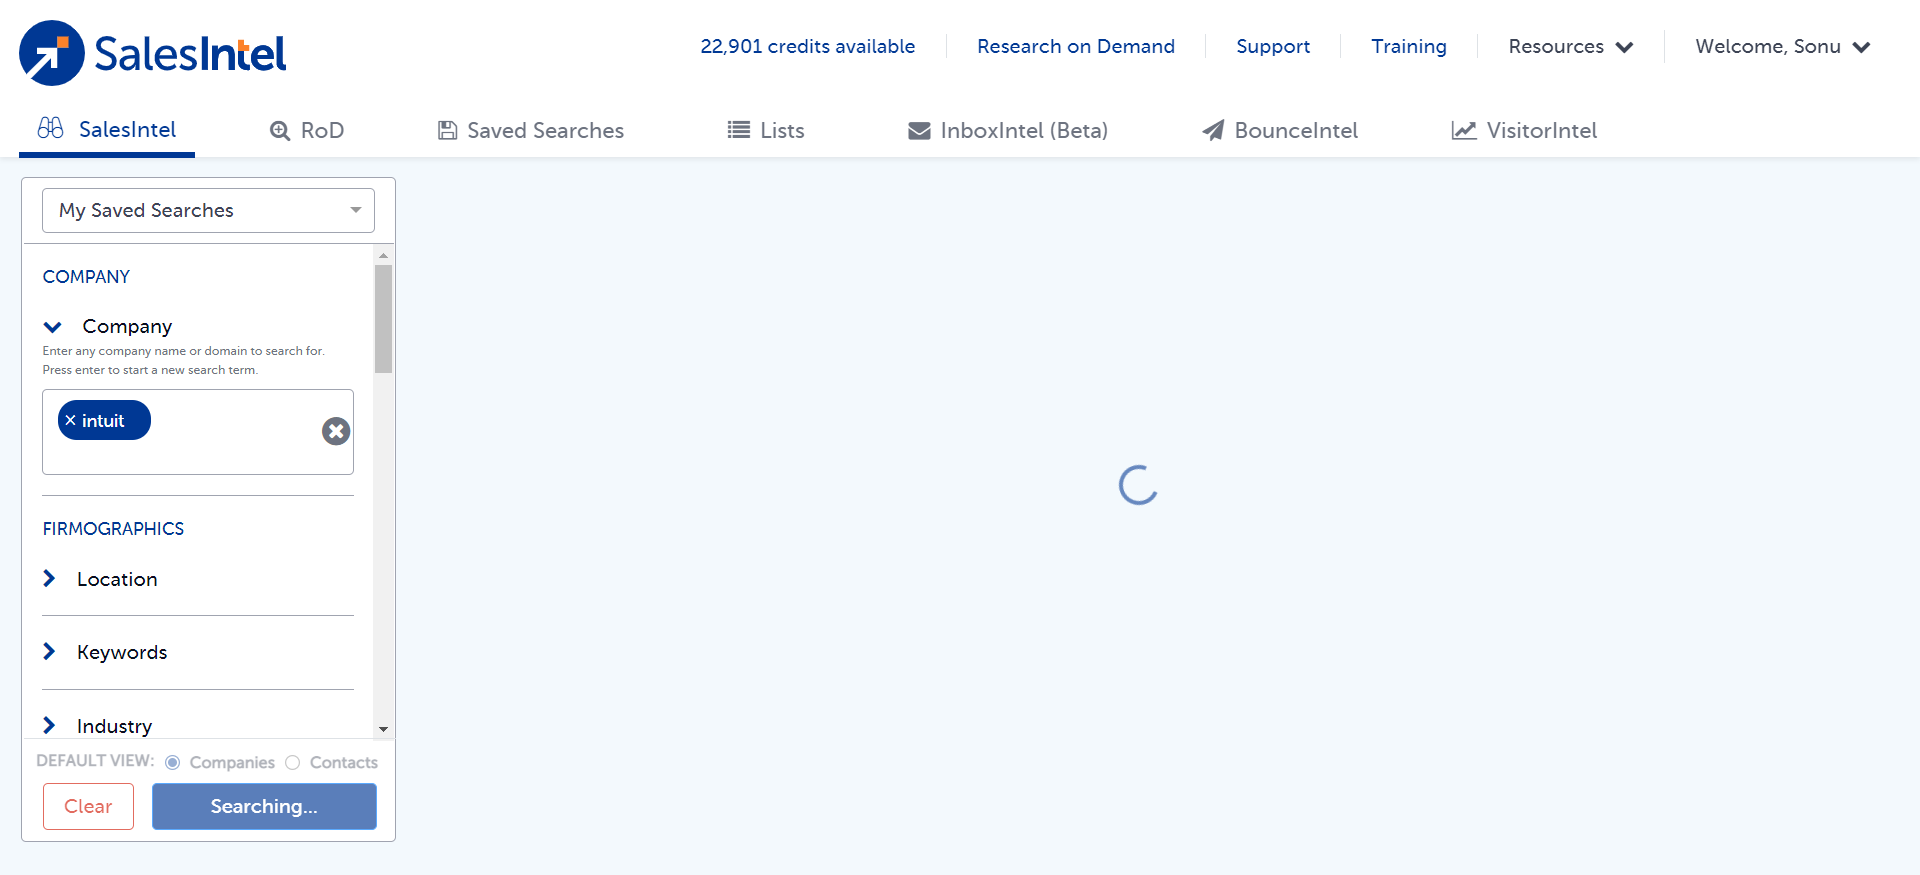 SalesIntel
22,901 credits available
Research on Demand
Support
Training
Resources
Welcome, Sonu
SalesIntel
RoD
Saved Searches
Lists
InboxIntel (Beta)
BounceIntel
VisitorIntel
My Saved Searches
COMPANY
Company
Enter any company name or domain to search for.
Press enter to start a new search term.
× intuit
FIRMOGRAPHICS
Location
Keywords
Industry
DEFAULT VIEW: Companies Contacts
Clear
Searching...